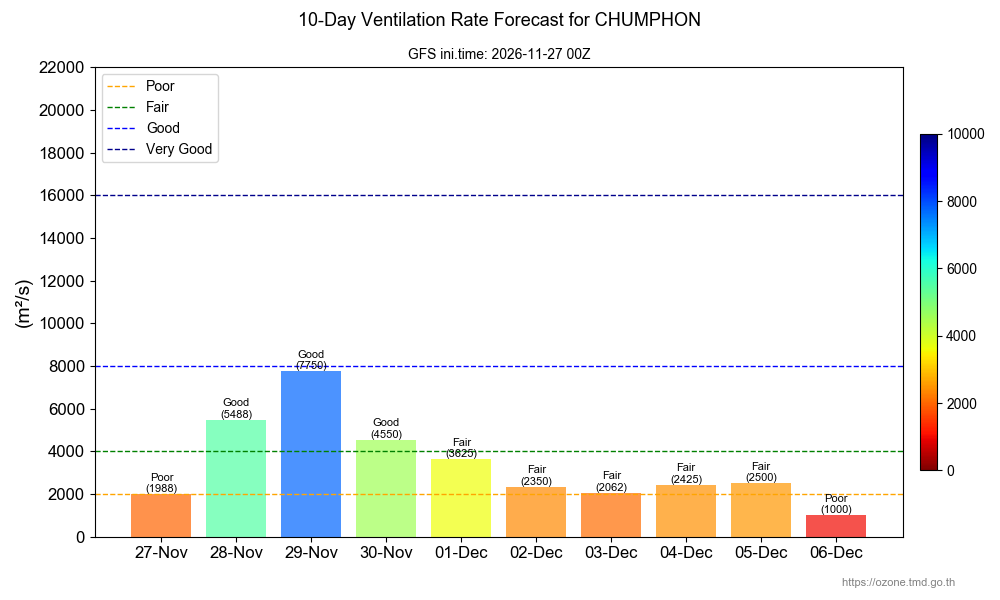 10-Day Ventilation Rate Forecast for CHUMPHON
GFS ini.time: 2026-11-27 00Z
22000
20000
18000
16000
14000
12000
10000
8000
6000
4000
2000
0
(m²/s)
Poor
Fair
Good
Very Good
Poor
(1988)
Good
(5488)
Good
(7750)
Good
(4550)
Fair
(3625)
Fair
(2350)
Fair
(2062)
Fair
(2425)
Fair
(2500)
Poor
(1000)
27-Nov 28-Nov 29-Nov 30-Nov 01-Dec 02-Dec 03-Dec 04-Dec 05-Dec 06-Dec
10000
8000
6000
4000
2000
0
https://ozone.tmd.go.th